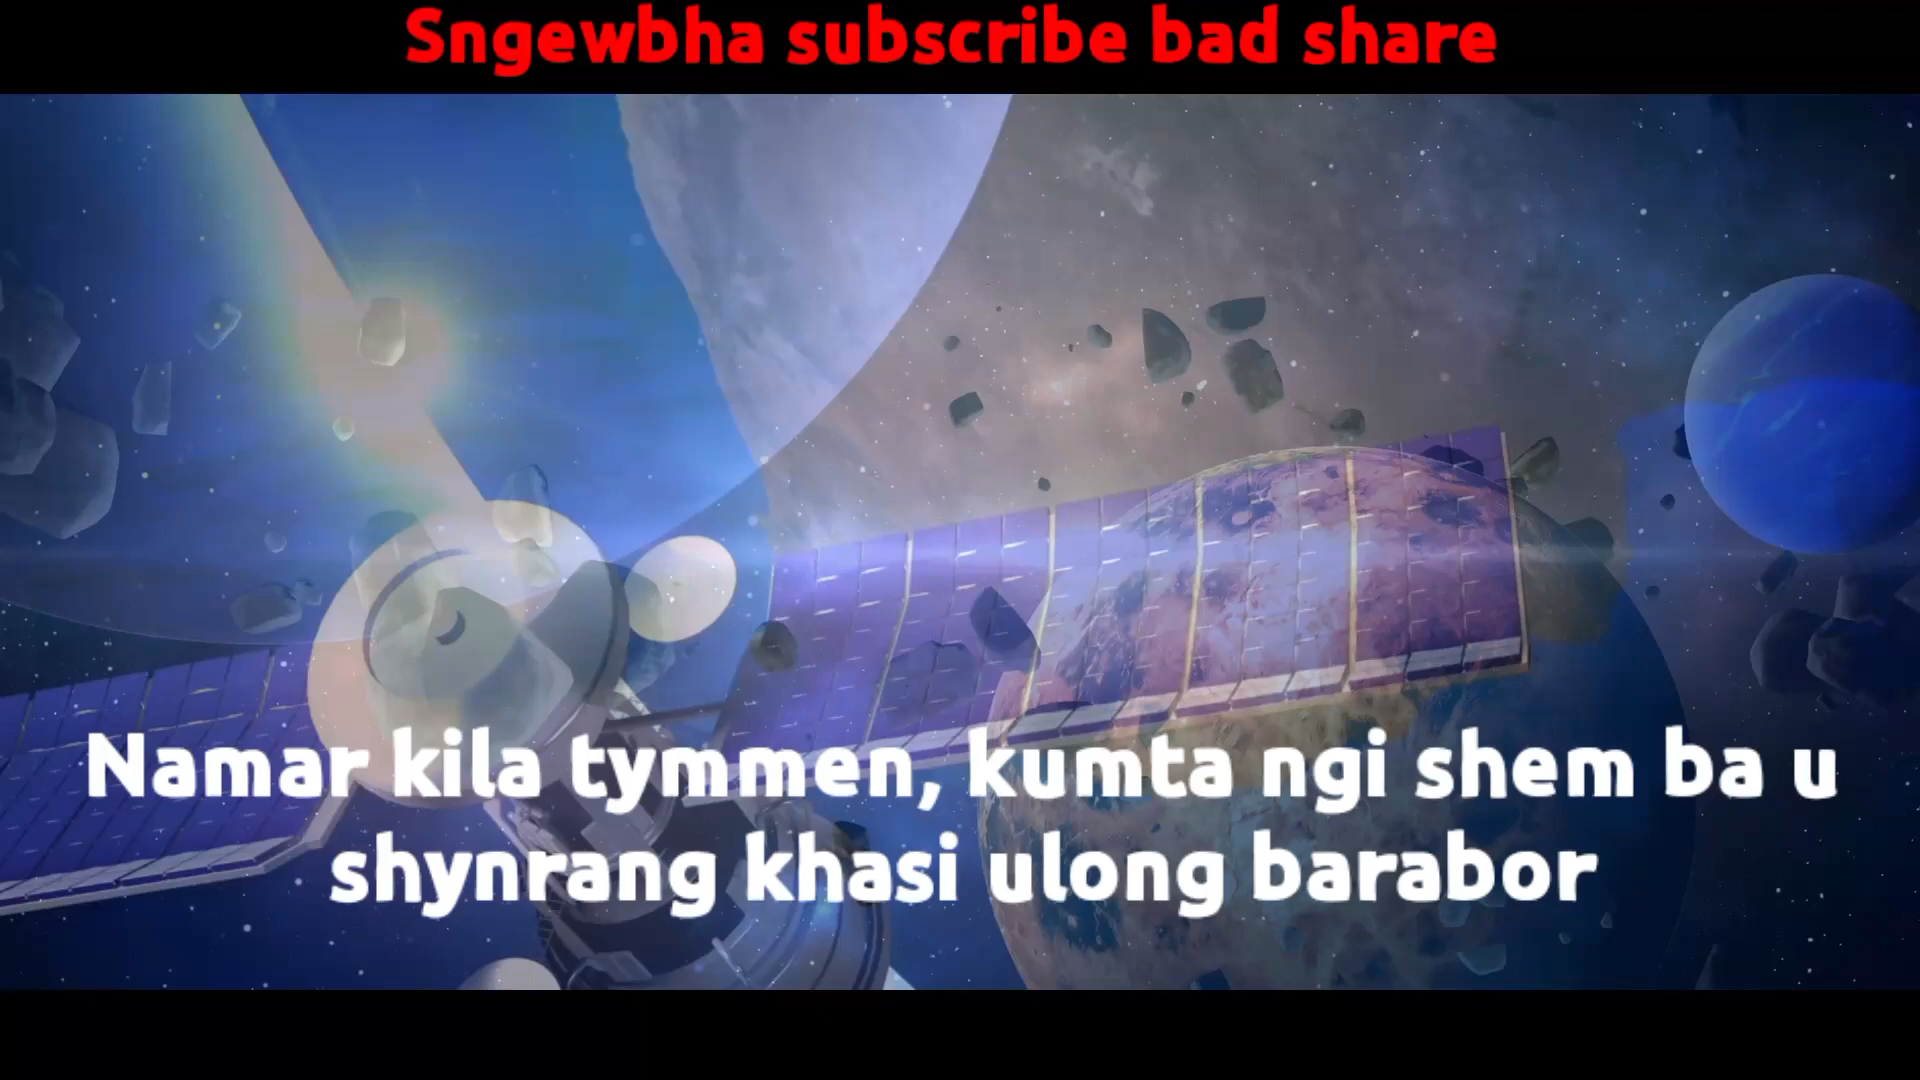 Sngewbha subscribe bad share
Namar kila tymmen, kumta ngi shem ba u
shynrang khasi ulong barabor